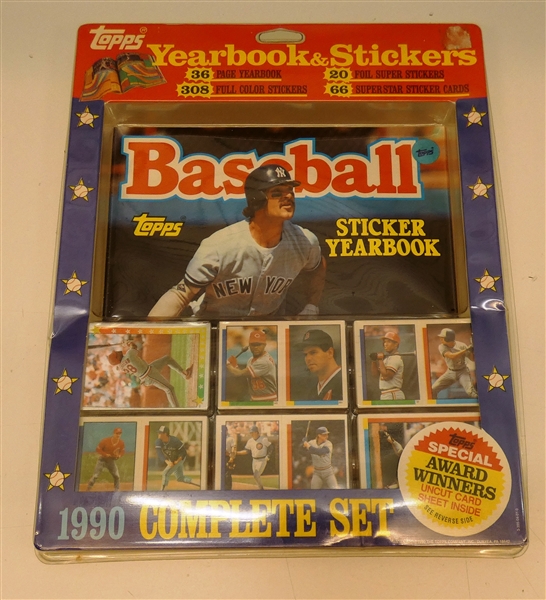 Topps
Yearbook & Stickers
36 PAGE YEARBOOK
20 FOIL SUPER STICKERS
308 FULL COLOR STICKERS
66 SUPERSTAR STICKER CARDS
Baseball
Topps
STICKER
YEARBOOK
NEW YORK
Topps
SPECIAL
AWARD
WINNERS
UNCUT CARD
SHEET INSIDE
SEE REVERSE SIDE
1990 COMPLETE SET